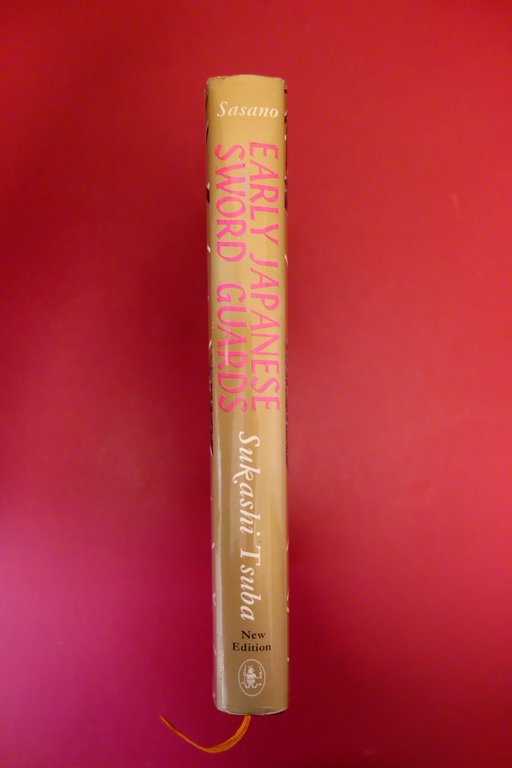 Sasano
EARLY JAPANESE
SWORD GUARDS
Sukashi Tsuba
New
Edition